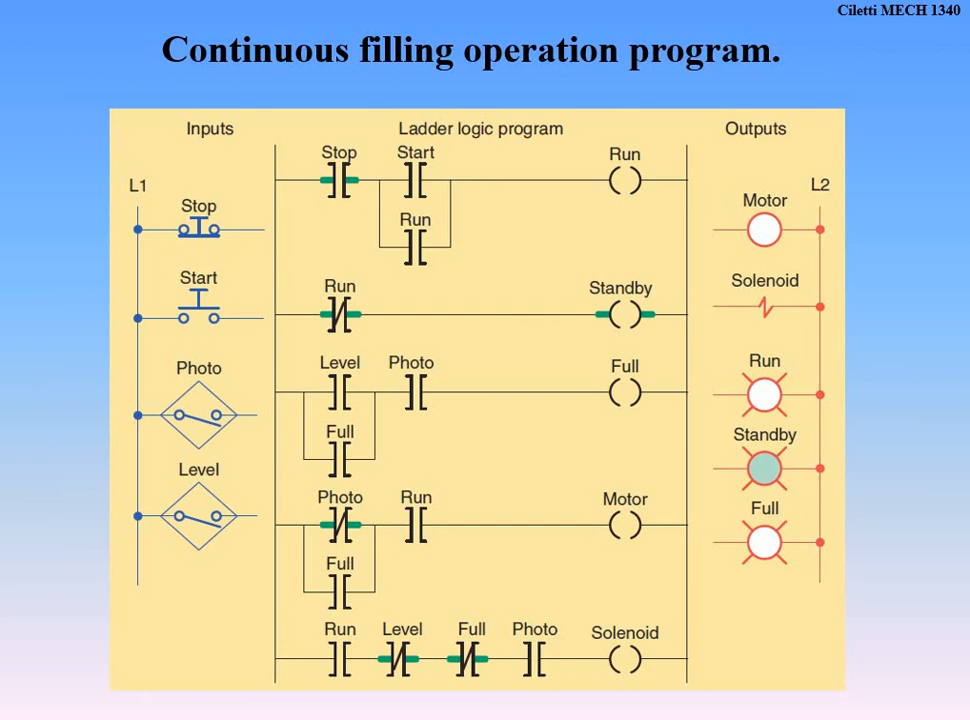 Ciletti MECH 1340
Continuous filling operation program.
Inputs
Ladder logic program
Outputs
L1
Stop
Start
Photo
Level
Stop Start Run
Run
Run Standby
Level Photo Full
Full
Photo Run Motor
Full
Run Level Full Photo Solenoid
L2
Motor
Solenoid
Run
Standby
Full